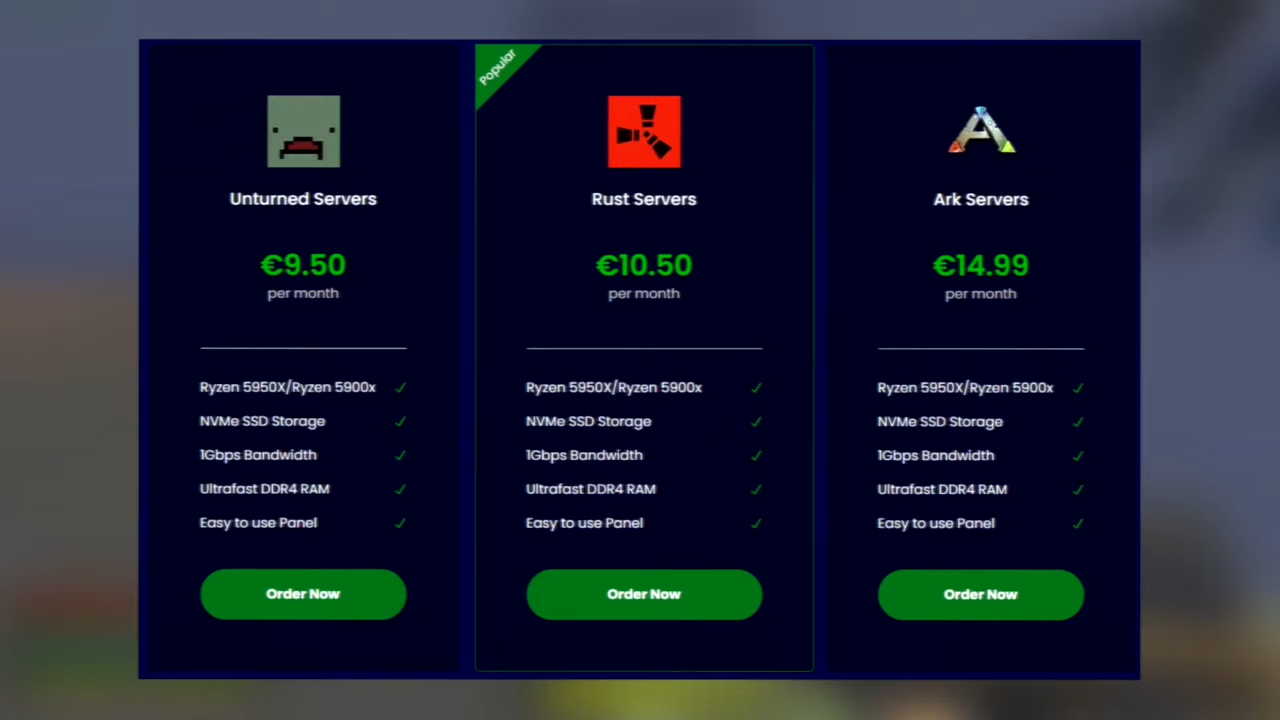 Popular
Unturned Servers
€9.50
per month
Ryzen 5950X/Ryzen 5900x
NVMe SSD Storage
1Gbps Bandwidth
Ultrafast DDR4 RAM
Easy to use Panel
Order Now
Rust Servers
€10.50
per month
Ryzen 5950X/Ryzen 5900x
NVMe SSD Storage
1Gbps Bandwidth
Ultrafast DDR4 RAM
Easy to use Panel
Order Now
Ark Servers
€14.99
per month
Ryzen 5950X/Ryzen 5900x
NVMe SSD Storage
1Gbps Bandwidth
Ultrafast DDR4 RAM
Easy to use Panel
Order Now